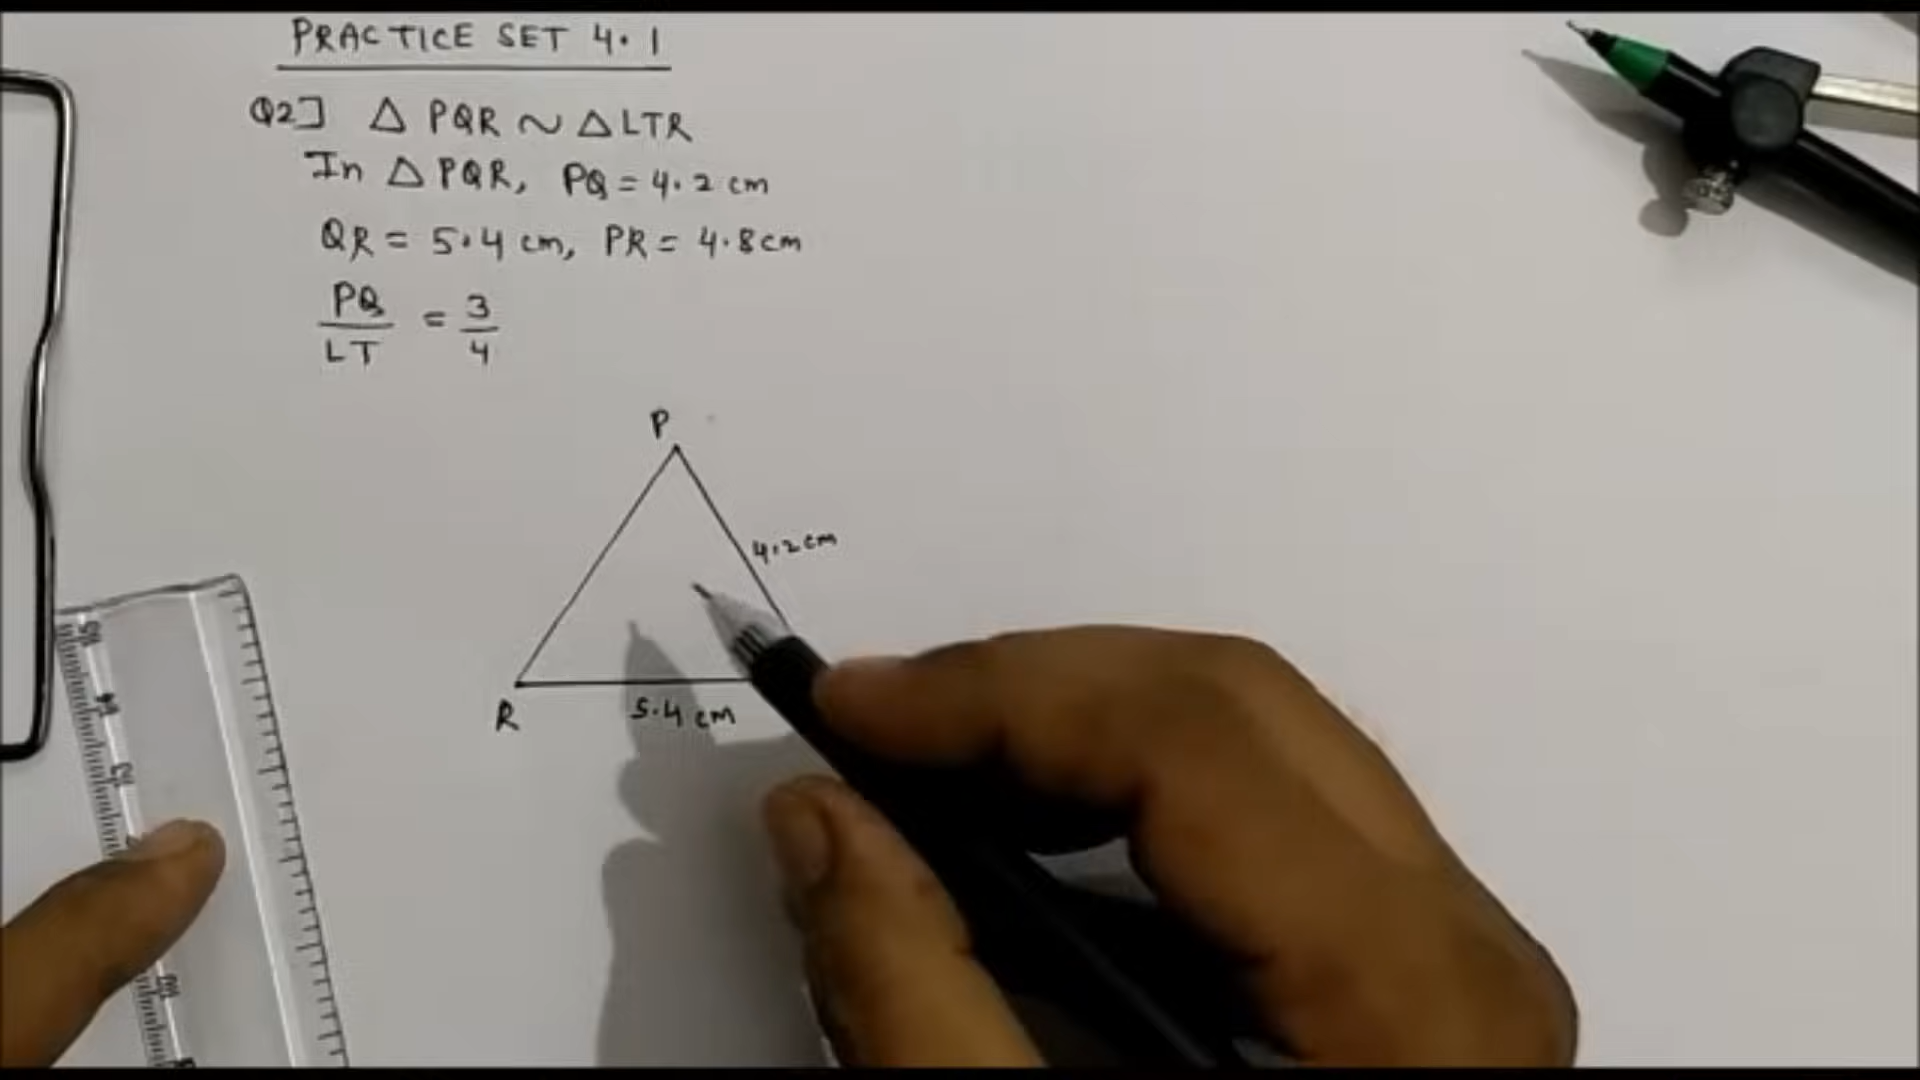 PRACTICE SET 4.1
Q2] △ PQR ~ △ LTR
In △ PQR, PQ = 4.2 cm
QR = 5.4 cm, PR = 4.8 cm
PQ
LT
= 3
4
P
4.2 cm
R
5.4 cm